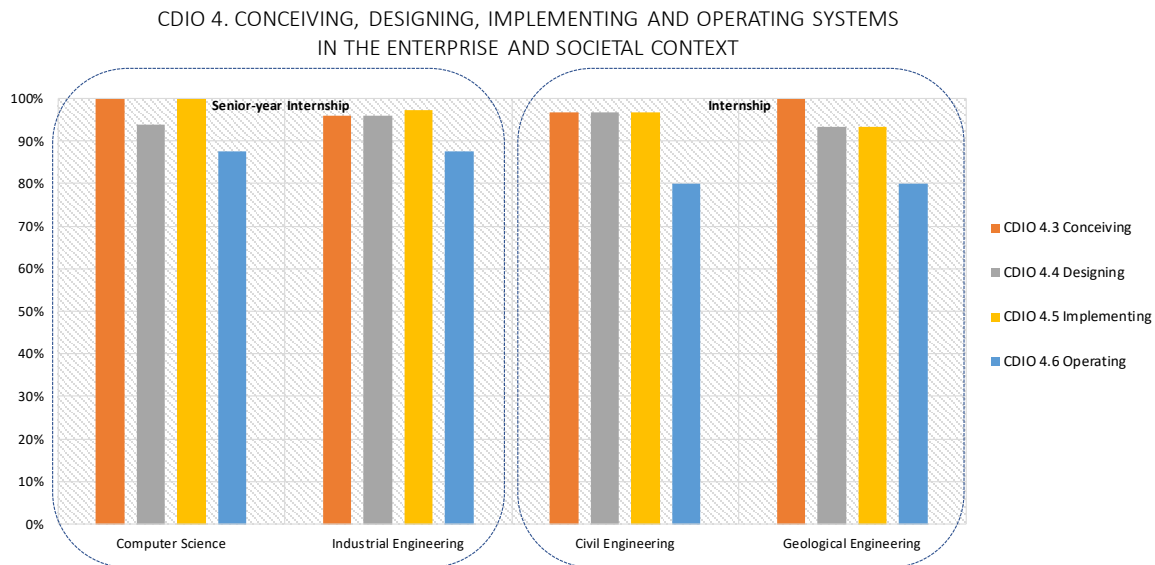 CDIO 4. CONCEIVING, DESIGNING, IMPLEMENTING AND OPERATING SYSTEMS
IN THE ENTERPRISE AND SOCIETAL CONTEXT
Senior-year Internship
Internship
100%
90%
80%
70%
60%
50%
40%
30%
20%
10%
0%
Computer Science
Industrial Engineering
Civil Engineering
Geological Engineering
CDIO 4.3 Conceiving
CDIO 4.4 Designing
CDIO 4.5 Implementing
CDIO 4.6 Operating